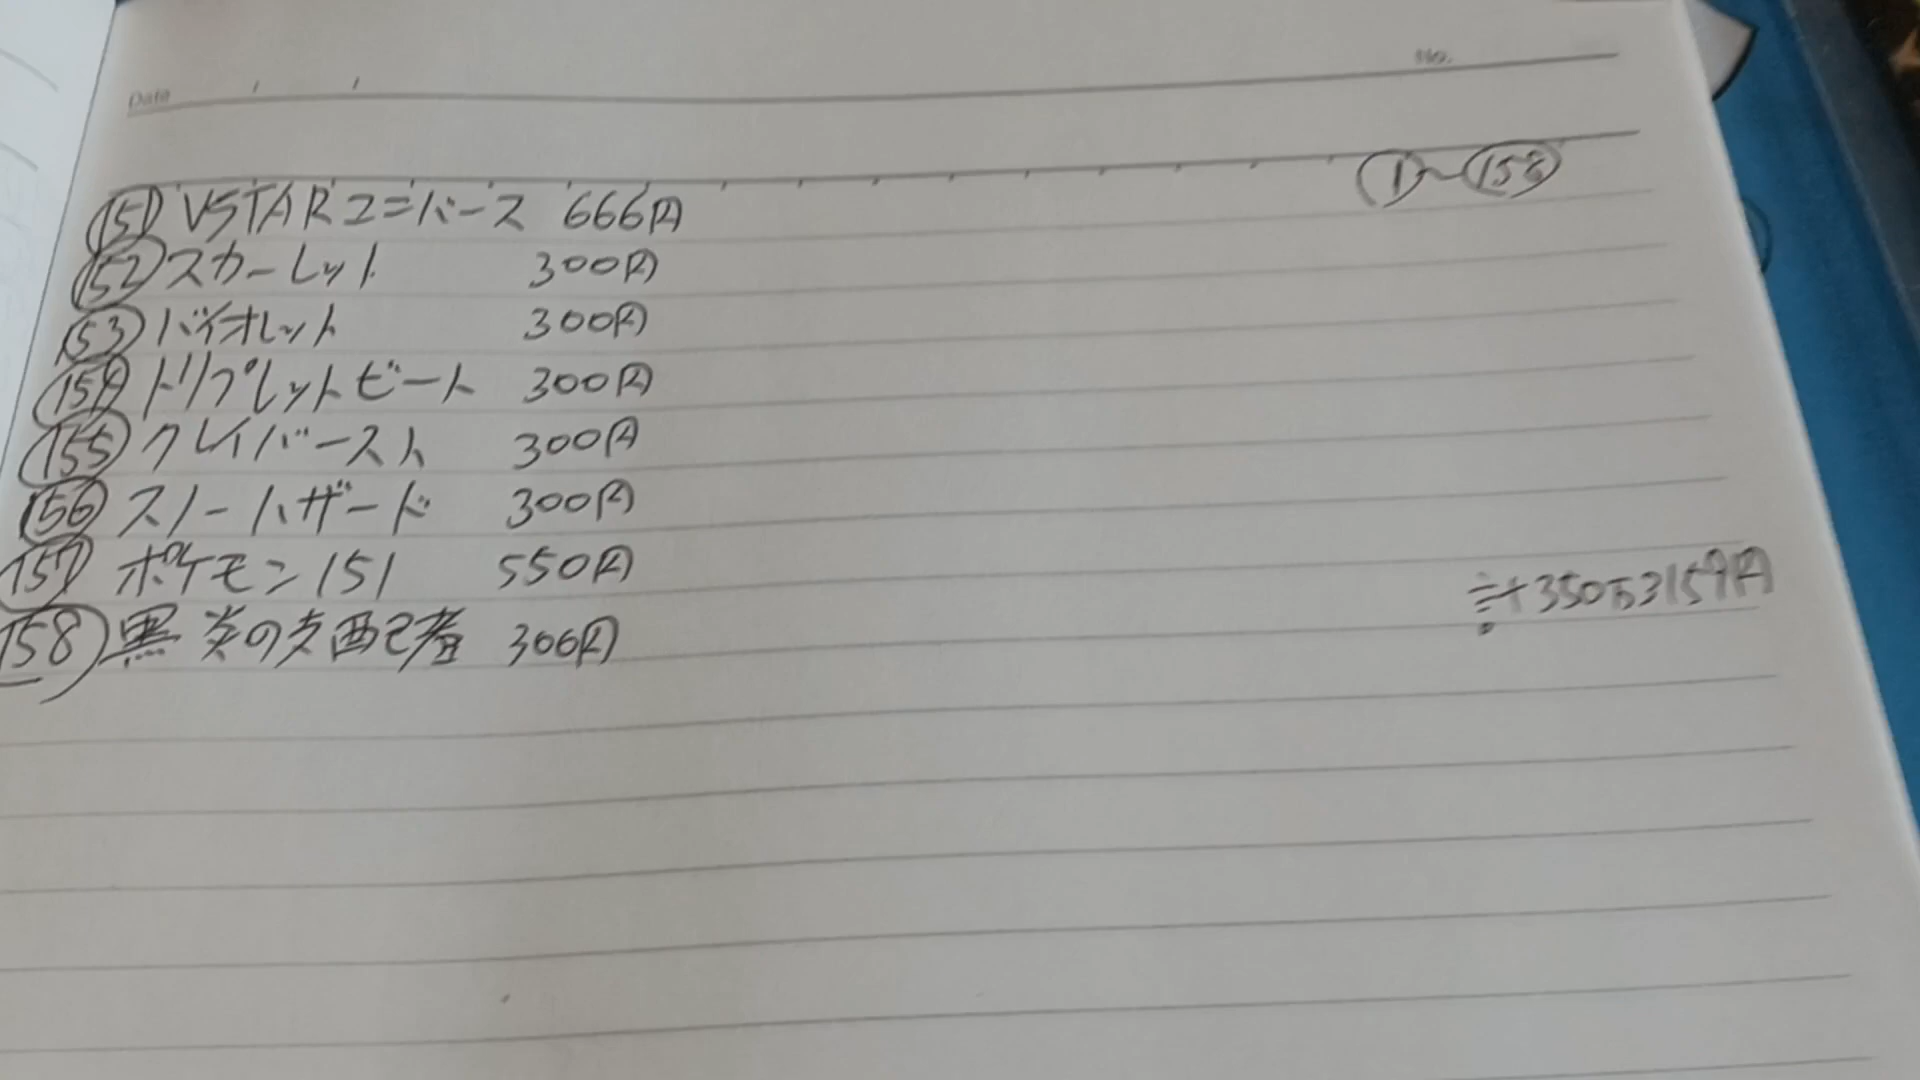 Date / /
No.
①~⑮⑧
(151) VSTARユニバース 666円
(152) スカーレット 300円
(153) バイオレット 300円
(154) トリプレットビート 300円
(155) クレイバースト 300円
(156) スノーハザード 300円
(157) ポケモン151 550円
(158) 黒炎の支配者 300円
350万3159円